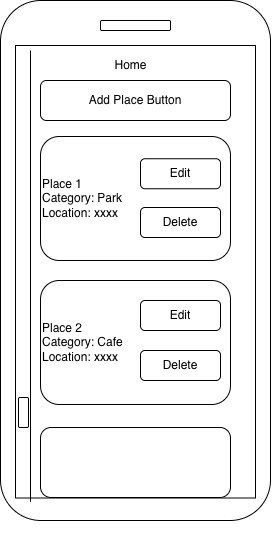 Home
Add Place Button
Place 1
Category: Park
Location: xxxx
Edit
Delete
Place 2
Category: Cafe
Location: xxxx
Edit
Delete